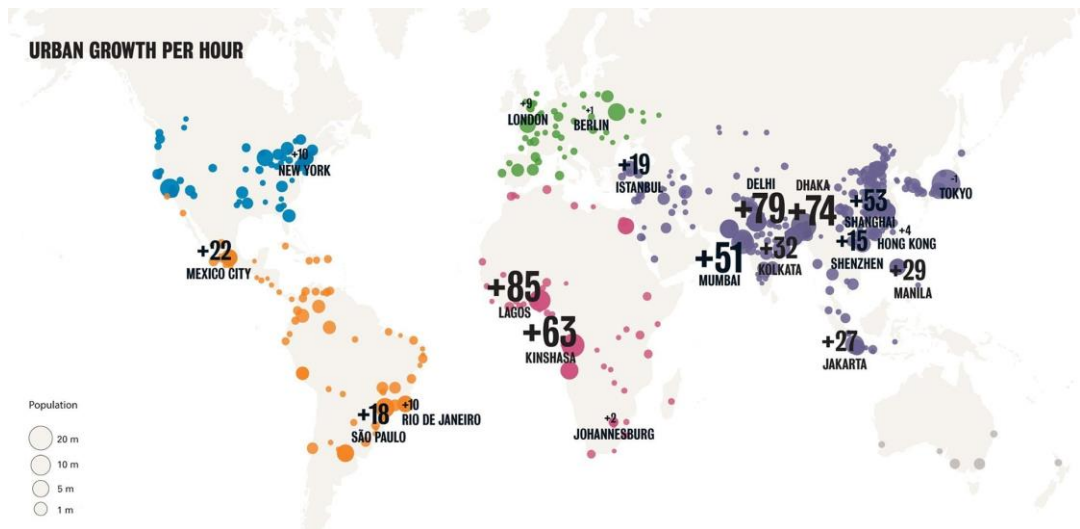 URBAN GROWTH PER HOUR
+9
LONDON
+1
BERLIN
+10
NEW YORK
+19
ISTANBUL
DELHI
+79
DHAKA
+74
+53
SHANGHAI
-1
TOKYO
+22
MEXICO CITY
+51
MUMBAI
+32
KOLKATA
+15
SHENZHEN
+4
HONG KONG
+29
MANILA
+85
LAGOS
+63
KINSHASA
+27
JAKARTA
+18
SÃO PAULO
+10
RIO DE JANEIRO
+2
JOHANNESBURG
Population
20 m
10 m
5 m
1 m